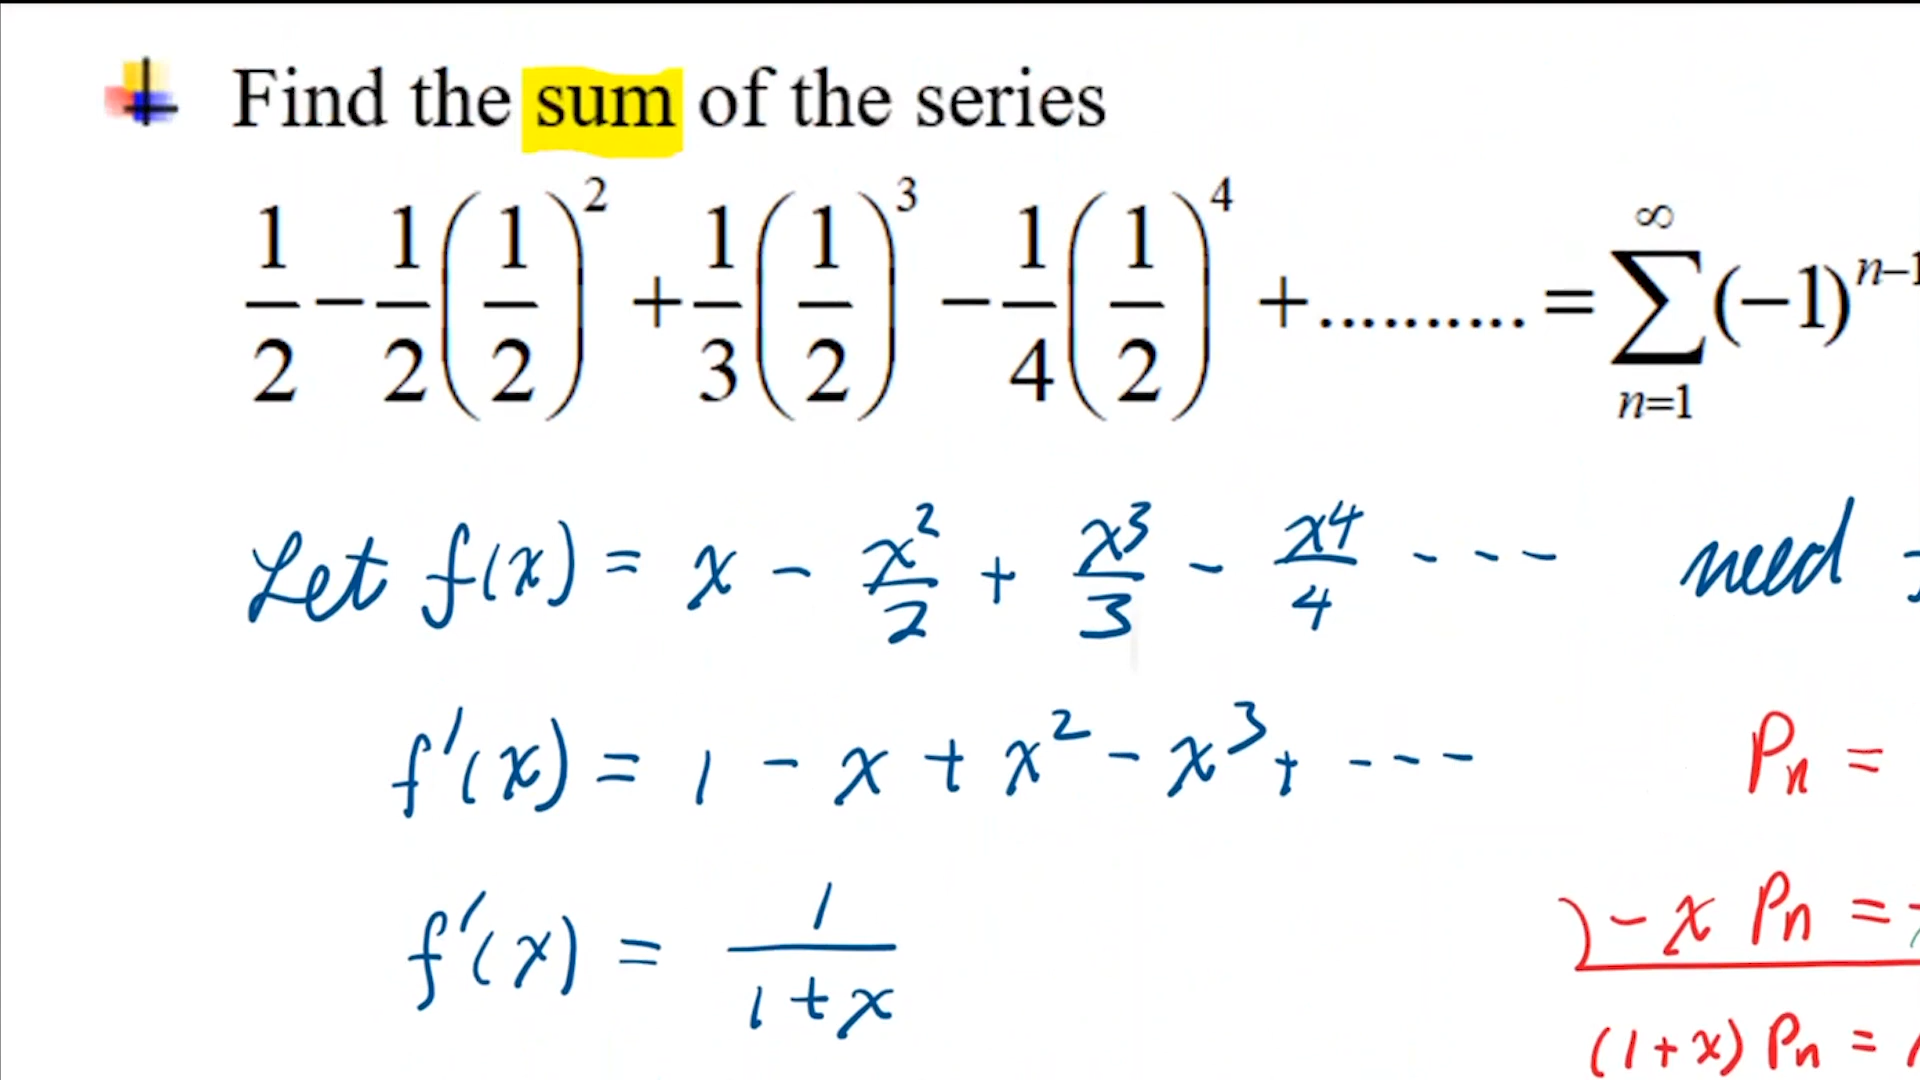 Find the sum of the series
1/2 − 1/2 (1/2)² + 1/3 (1/2)³ − 1/4 (1/2)⁴ + .......... = ∑_{n=1}^{∞} (−1)^{n−1}
Let f(x) = x − x²/2 + x³/3 − x⁴/4 - - - need
f'(x) = 1 − x + x² − x³ + - - -
Pn =
f'(x) = 1/(1+x)
) − x Pn =
(1+x) Pn =